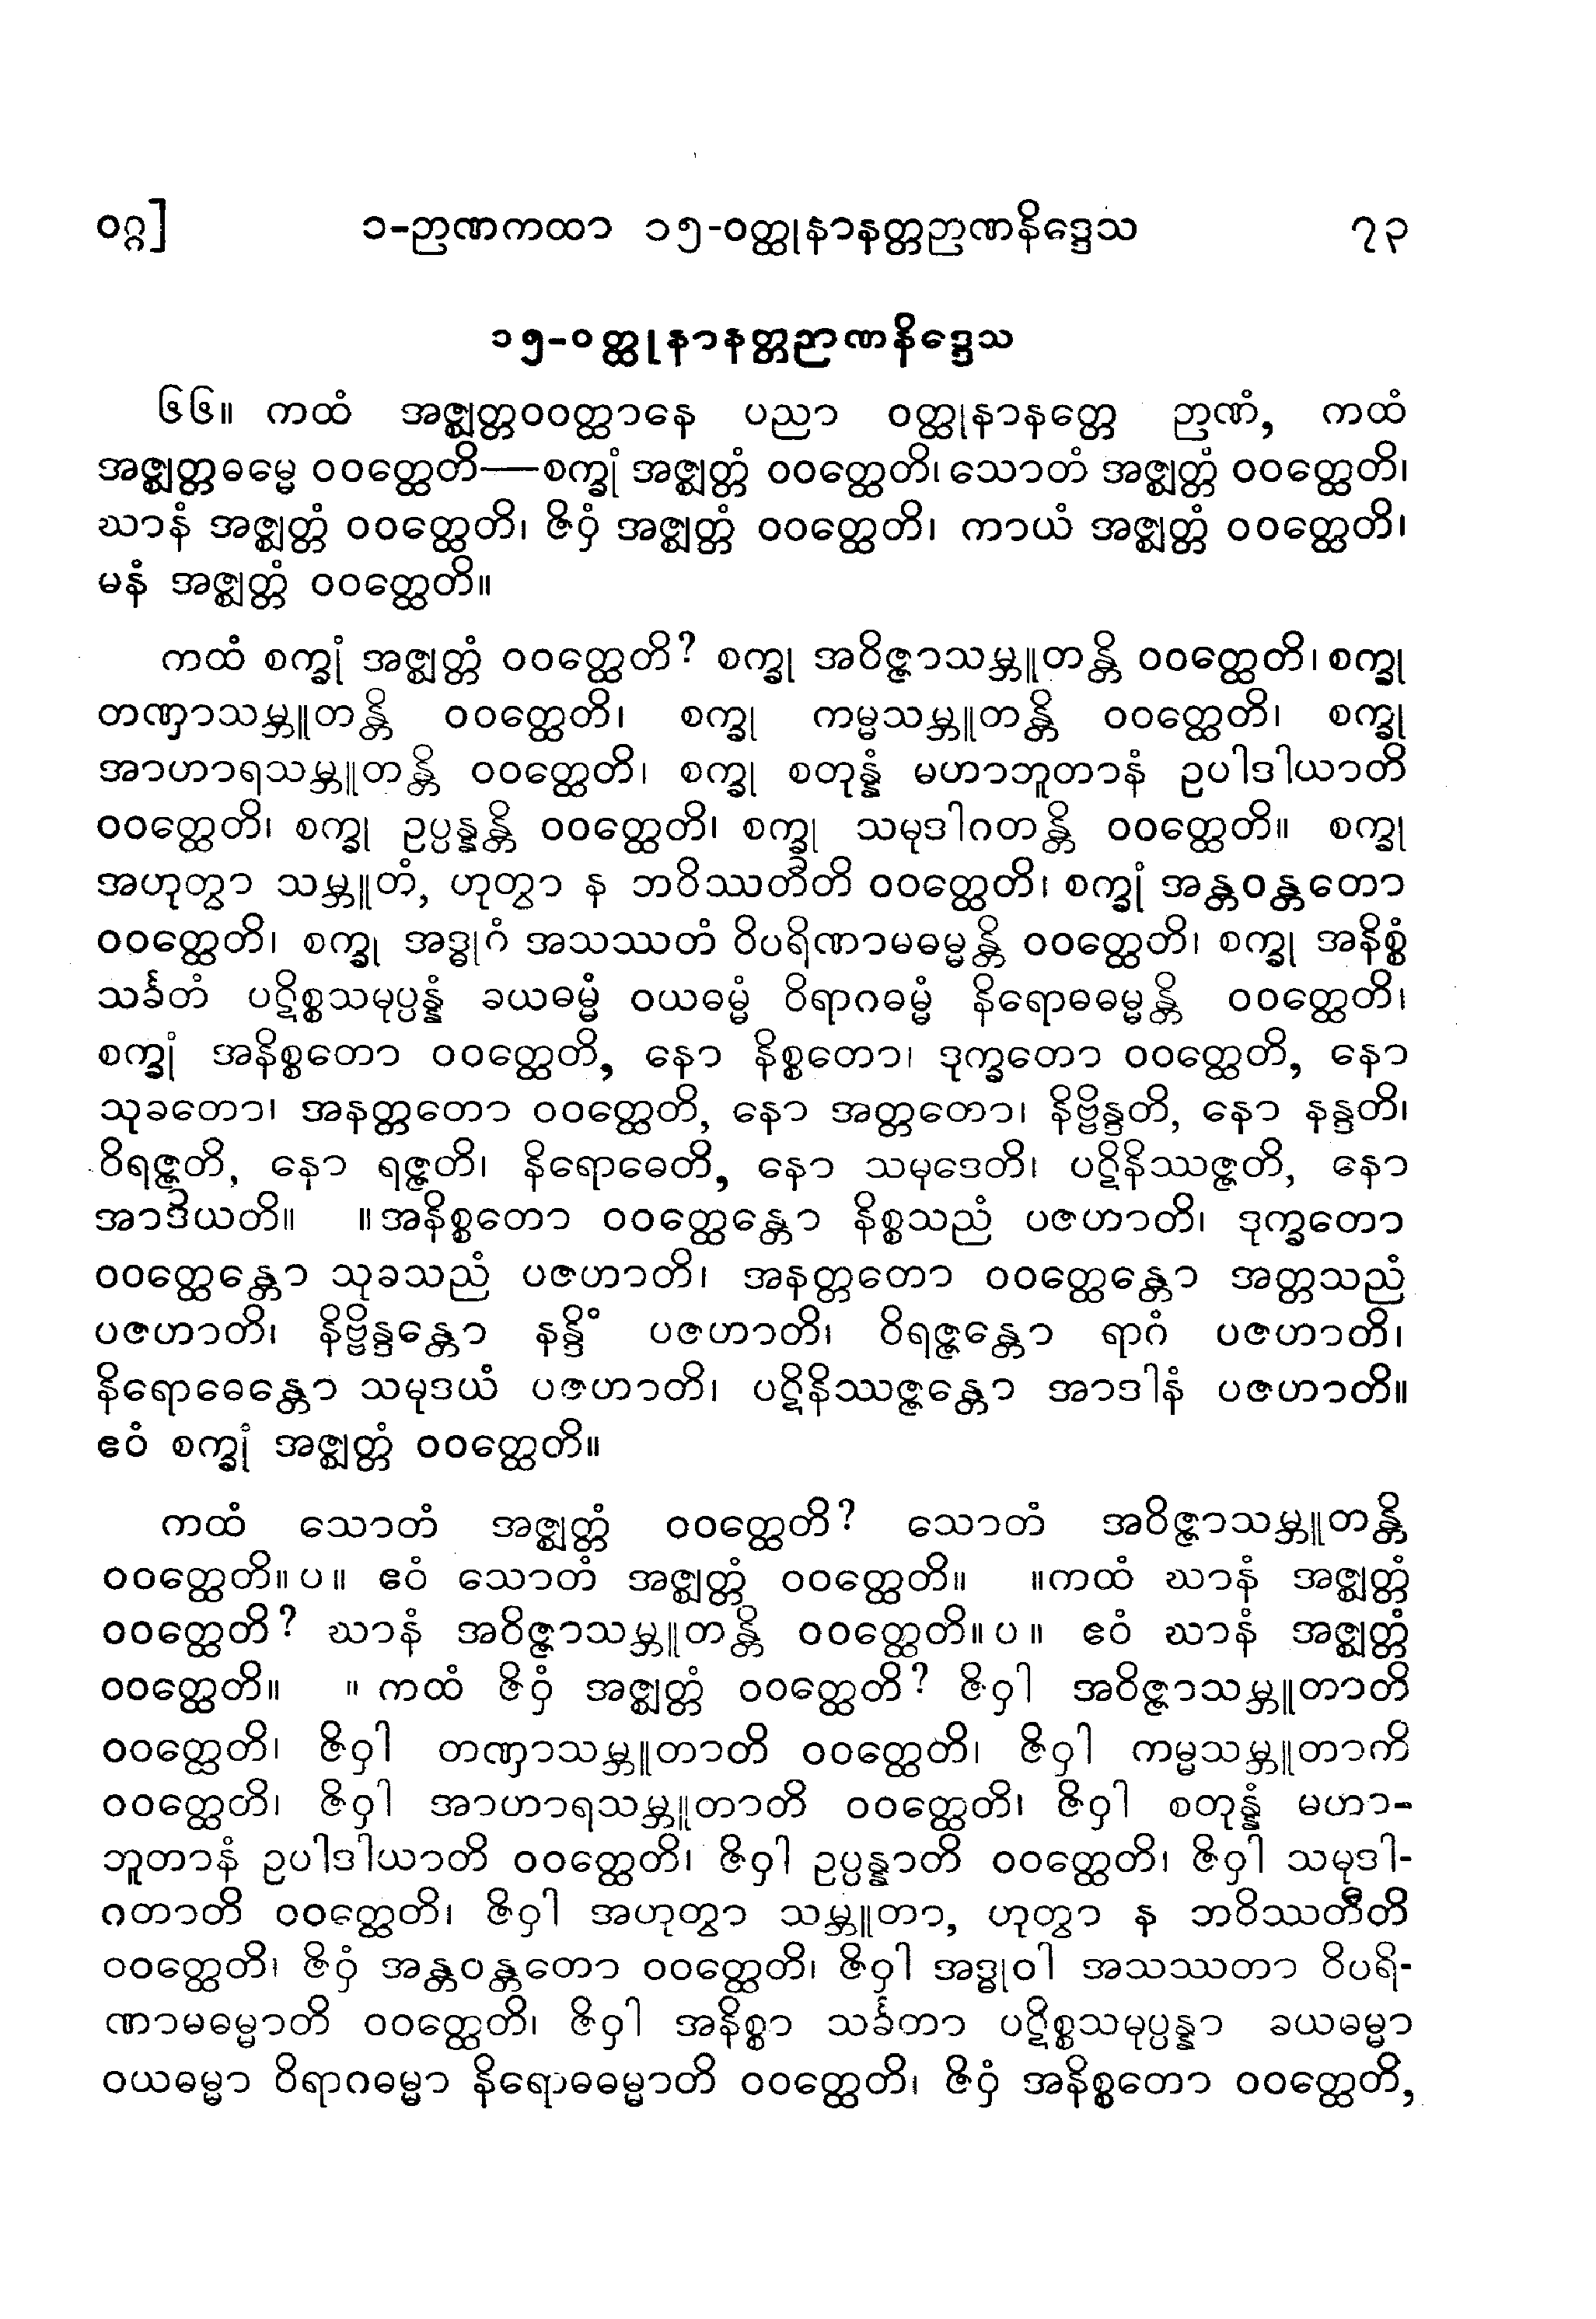 ဝဂ္ဂ] ၁-ဉာဏကထာ ၁၅-ဝတ္ထုနာနတ္တဉာဏနိဒ္ဒေသ ၇၃
၁၅-ဝတ္ထုနာနတ္တဉာဏနိဒ္ဒေသ
၆၆။ ကထံ အဇ္ဈတ္တဝဝတ္ထာနေ ပညာ ဝတ္ထုနာနတ္တေ ဉာဏံ, ကထံ
အဇ္ဈတ္တဓမ္မေ ဝဝတ္ထေတိ—စက္ခုံ အဇ္ဈတ္တံ ဝဝတ္ထေတိ၊ သောတံ အဇ္ဈတ္တံ ဝဝတ္ထေတိ၊
ဃာနံ အဇ္ဈတ္တံ ဝဝတ္ထေတိ၊ ဇိဝှံ အဇ္ဈတ္တံ ဝဝတ္ထေတိ၊ ကာယံ အဇ္ဈတ္တံ ဝဝတ္ထေတိ၊
မနံ အဇ္ဈတ္တံ ဝဝတ္ထေတိ။
ကထံ စက္ခုံ အဇ္ဈတ္တံ ဝဝတ္ထေတိ? စက္ခု အဝိဇ္ဇာသမ္ဘူတန္တိ ဝဝတ္ထေတိ၊ စက္ခု
တဏှာသမ္ဘူတန္တိ ဝဝတ္ထေတိ၊ စက္ခု ကမ္မသမ္ဘူတန္တိ ဝဝတ္ထေတိ၊ စက္ခု
အာဟာရသမ္ဘူတန္တိ ဝဝတ္ထေတိ၊ စက္ခု စတုန္နံ မဟာဘူတာနံ ဥပါဒါယာတိ
ဝဝတ္ထေတိ၊ စက္ခု ဥပ္ပန္နန္တိ ဝဝတ္ထေတိ၊ စက္ခု သမုဒါဂတန္တိ ဝဝတ္ထေတိ။ စက္ခု
အဟုတွာ သမ္ဘူတံ, ဟုတွာ န ဘဝိဿတီတိ ဝဝတ္ထေတိ၊ စက္ခုံ အန္တဝန္တတော
ဝဝတ္ထေတိ၊ စက္ခု အဒ္ဓုဂံ အသဿတံ ဝိပရိဏာမဓမ္မန္တိ ဝဝတ္ထေတိ၊ စက္ခု အနိစ္စံ
သင်္ခတံ ပဋိစ္စသမုပ္ပန္နံ ခယဓမ္မံ ဝယဓမ္မံ ဝိရာဂဓမ္မံ နိရောဓဓမ္မန္တိ ဝဝတ္ထေတိ၊
စက္ခုံ အနိစ္စတော ဝဝတ္ထေတိ, နော နိစ္စတော၊ ဒုက္ခတော ဝဝတ္ထေတိ, နော
သုခတော၊ အနတ္တတော ဝဝတ္ထေတိ, နော အတ္တတော၊ နိဗ္ဗိန္ဒတိ, နော နန္ဒတိ၊
ဝိရဇ္ဇတိ, နော ရဇ္ဇတိ၊ နိရောဓေတိ, နော သမုဒေတိ၊ ပဋိနိဿဇ္ဇတိ, နော
အာဒိယတိ။ ။အနိစ္စတော ဝဝတ္ထေန္တော နိစ္စသညံ ပဇဟာတိ၊ ဒုက္ခတော
ဝဝတ္ထေန္တော သုခသညံ ပဇဟာတိ၊ အနတ္တတော ဝဝတ္ထေန္တော အတ္တသညံ
ပဇဟာတိ၊ နိဗ္ဗိန္ဒန္တော နန္ဒိံ ပဇဟာတိ၊ ဝိရဇ္ဇန္တော ရာဂံ ပဇဟာတိ၊
နိရောဓေန္တော သမုဒယံ ပဇဟာတိ၊ ပဋိနိဿဇ္ဇန္တော အာဒါနံ ပဇဟာတိ။
ဧဝံ စက္ခုံ အဇ္ဈတ္တံ ဝဝတ္ထေတိ။
ကထံ သောတံ အဇ္ဈတ္တံ ဝဝတ္ထေတိ? သောတံ အဝိဇ္ဇာသမ္ဘူတန္တိ
ဝဝတ္ထေတိ။ ပ။ ဧဝံ သောတံ အဇ္ဈတ္တံ ဝဝတ္ထေတိ။ ။ကထံ ဃာနံ အဇ္ဈတ္တံ
ဝဝတ္ထေတိ? ဃာနံ အဝိဇ္ဇာသမ္ဘူတန္တိ ဝဝတ္ထေတိ။ ပ။ ဧဝံ ဃာနံ အဇ္ဈတ္တံ
ဝဝတ္ထေတိ။ ။ ကထံ ဇိဝှံ အဇ္ဈတ္တံ ဝဝတ္ထေတိ? ဇိဝှါ အဝိဇ္ဇာသမ္ဘူတာတိ
ဝဝတ္ထေတိ၊ ဇိဝှါ တဏှာသမ္ဘူတာတိ ဝဝတ္ထေတိ၊ ဇိဝှါ ကမ္မသမ္ဘူတာကိ
ဝဝတ္ထေတိ၊ ဇိဝှါ အာဟာရသမ္ဘူတာတိ ဝဝတ္ထေတိ၊ ဇိဝှါ စတုန္နံ မဟာ-
ဘူတာနံ ဥပါဒါယာတိ ဝဝတ္ထေတိ၊ ဇိဝှါ ဥပ္ပန္နာတိ ဝဝတ္ထေတိ၊ ဇိဝှါ သမုဒါ-
ဂတာတိ ဝဝတ္ထေတိ၊ ဇိဝှါ အဟုတွာ သမ္ဘူတာ, ဟုတွာ န ဘဝိဿတီတိ
ဝဝတ္ထေတိ၊ ဇိဝှံ အန္တဝန္တတော ဝဝတ္ထေတိ၊ ဇိဝှါ အဒ္ဓုဝါ အသဿတာ ဝိပရိ-
ဏာမဓမ္မာတိ ဝဝတ္ထေတိ၊ ဇိဝှါ အနိစ္စာ သင်္ခတာ ပဋိစ္စသမုပ္ပန္နာ ခယဓမ္မာ
ဝယဓမ္မာ ဝိရာဂဓမ္မာ နိရောဓဓမ္မာတိ ဝဝတ္ထေတိ၊ ဇိဝှံ အနိစ္စတော ဝဝတ္ထေတိ,